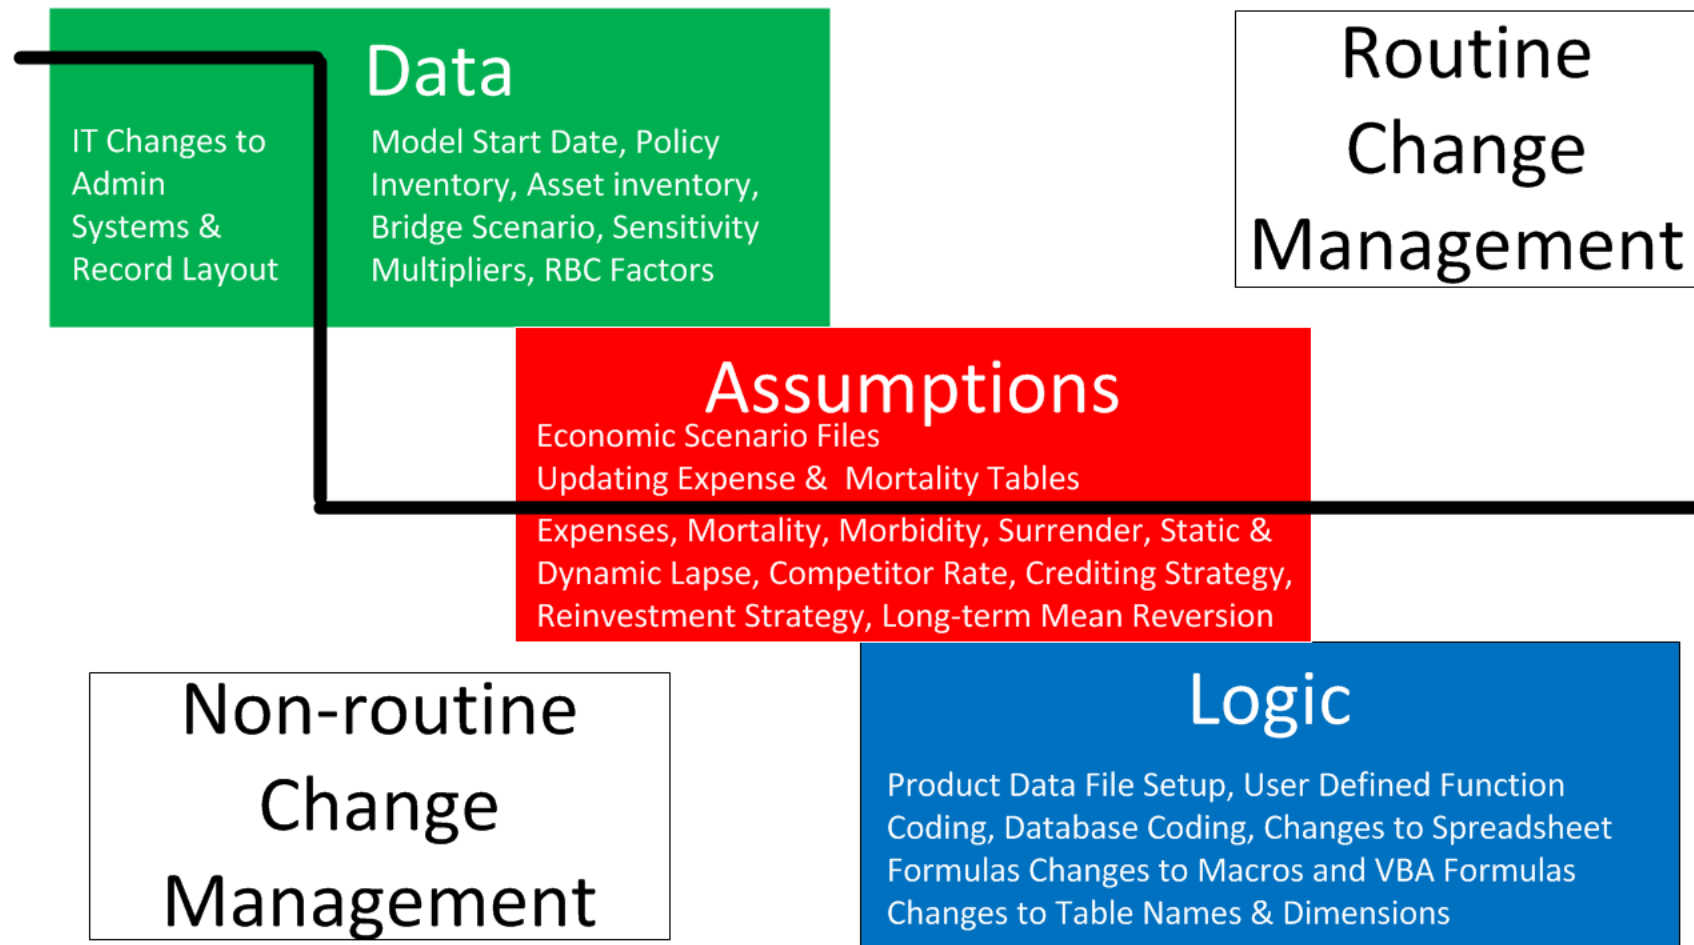 Data
IT Changes to
Admin
Systems &
Record Layout
Model Start Date, Policy
Inventory, Asset inventory,
Bridge Scenario, Sensitivity
Multipliers, RBC Factors
Routine
Change
Management
Assumptions
Economic Scenario Files
Updating Expense &  Mortality Tables
Expenses, Mortality, Morbidity, Surrender, Static &
Dynamic Lapse, Competitor Rate, Crediting Strategy,
Reinvestment Strategy, Long-term Mean Reversion
Non-routine
Change
Management
Logic
Product Data File Setup, User Defined Function
Coding, Database Coding, Changes to Spreadsheet
Formulas Changes to Macros and VBA Formulas
Changes to Table Names & Dimensions